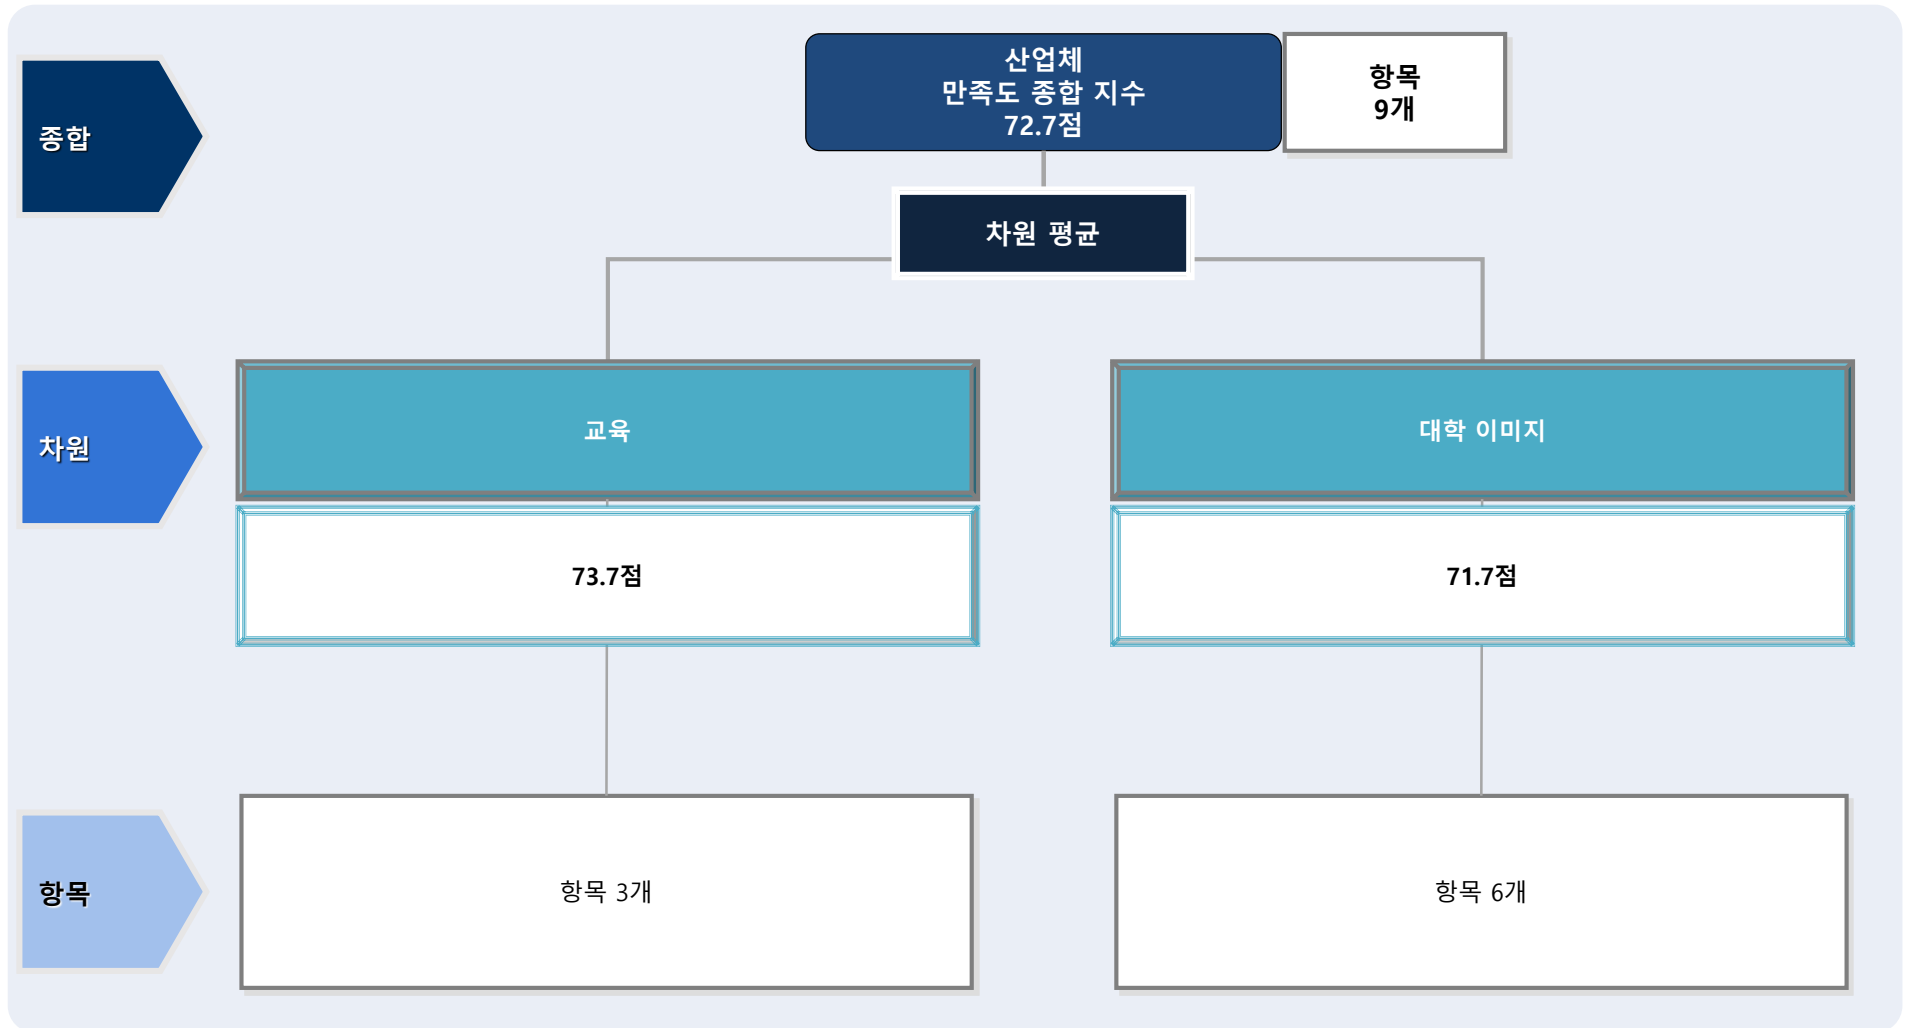 종합
산업체
만족도 종합 지수
72.7점
항목
9개
차원 평균
차원
교육
대학 이미지
73.7점
71.7점
항목
항목 3개
항목 6개